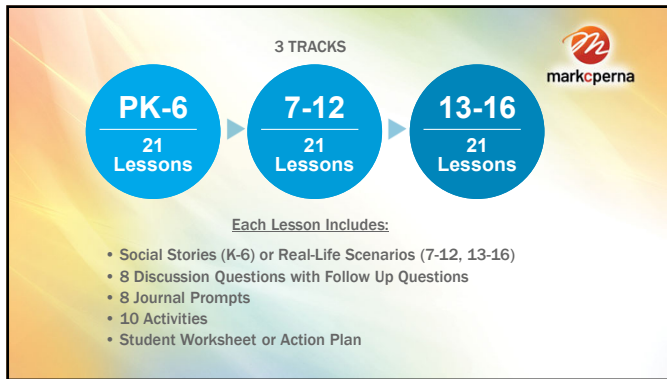 3 TRACKS
markcperna
PK-6
21
Lessons
7-12
21
Lessons
13-16
21
Lessons
Each Lesson Includes:
• Social Stories (K-6) or Real-Life Scenarios (7-12, 13-16)
• 8 Discussion Questions with Follow Up Questions
• 8 Journal Prompts
• 10 Activities
• Student Worksheet or Action Plan